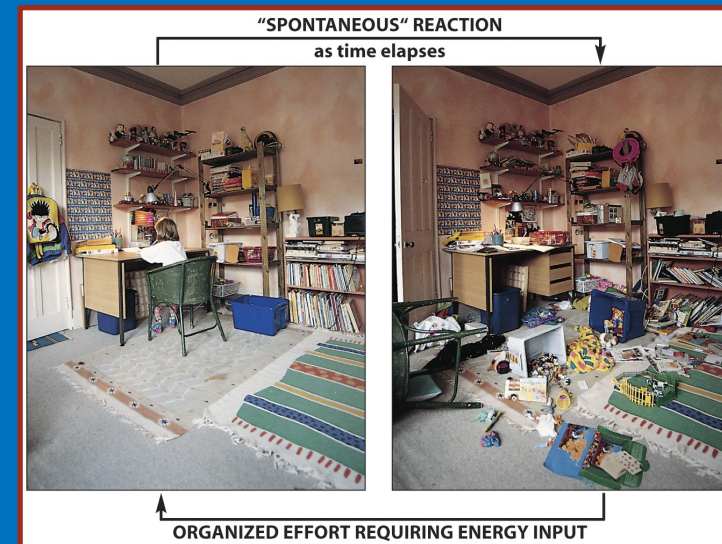 “SPONTANEOUS“ REACTION
as time elapses
ORGANIZED EFFORT REQUIRING ENERGY INPUT